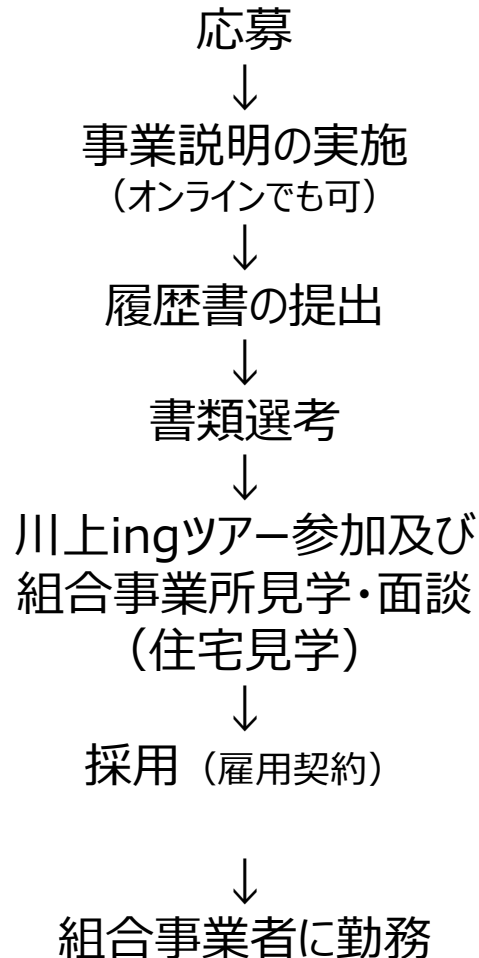 応募
↓
事業説明の実施
（オンラインでも可）
↓
履歴書の提出
↓
書類選考
↓
川上ingツアー参加及び
組合事業所見学・面談
（住宅見学）
↓
採用（雇用契約）
↓
組合事業者に勤務